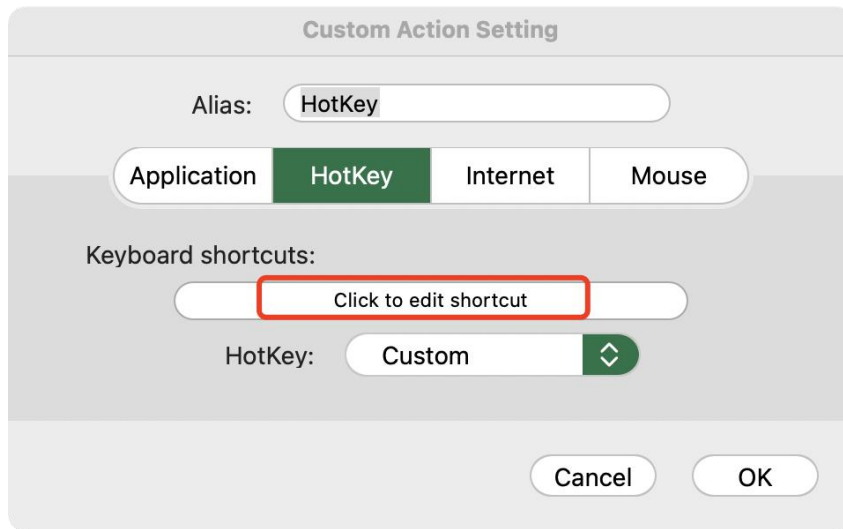 Custom Action Setting
Alias: HotKey
Application HotKey Internet Mouse
Keyboard shortcuts:
Click to edit shortcut
HotKey: Custom
Cancel OK